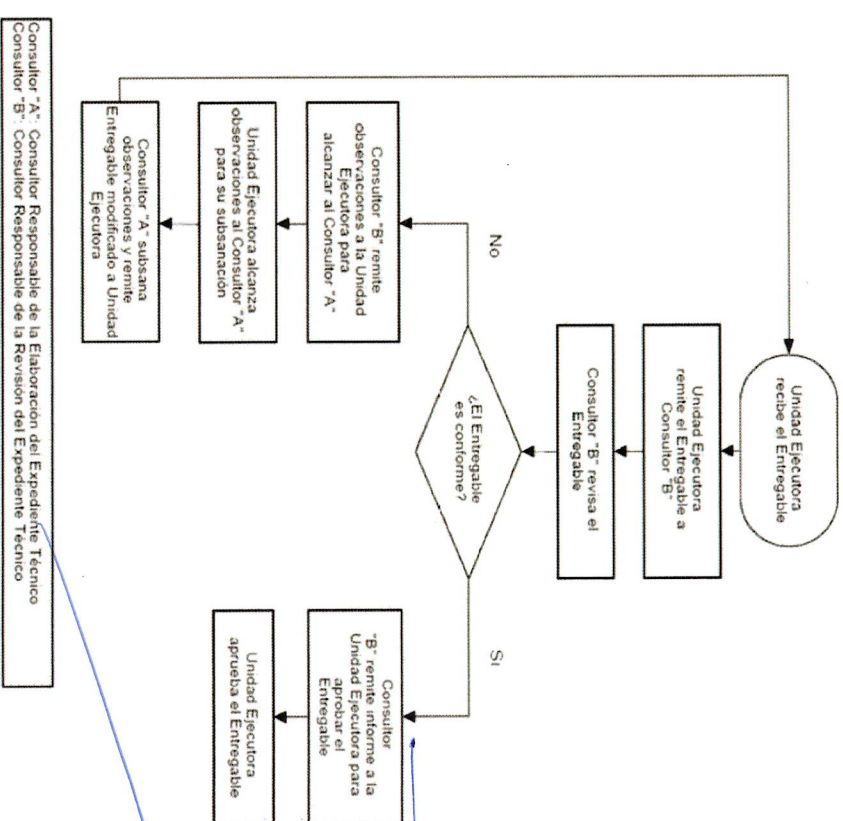 Unidad Ejecutora
recibe el Entregable
Unidad Ejecutora
remite el Entregable a
Consultor "B"
Consultor "B" revisa el
Entregable
¿El Entregable
es conforme?
No
Si
Consultor "B" remite
observaciones a la Unidad
Ejecutora para
alcanzar al Consultor "A"
Unidad Ejecutora alcanza
observaciones al Consultor "A"
para su subsanación
Consultor "A" subsana
observaciones y remite
Entregable modificado a Unidad
Ejecutora
Consultor
"B" remite informe a la
Unidad Ejecutora para
aprobar el
Entregable
Unidad Ejecutora
aprueba el Entregable
Consultor "A": Consultor Responsable de la Elaboración del Expediente Técnico
Consultor "B": Consultor Responsable de la Revisión del Expediente Técnico